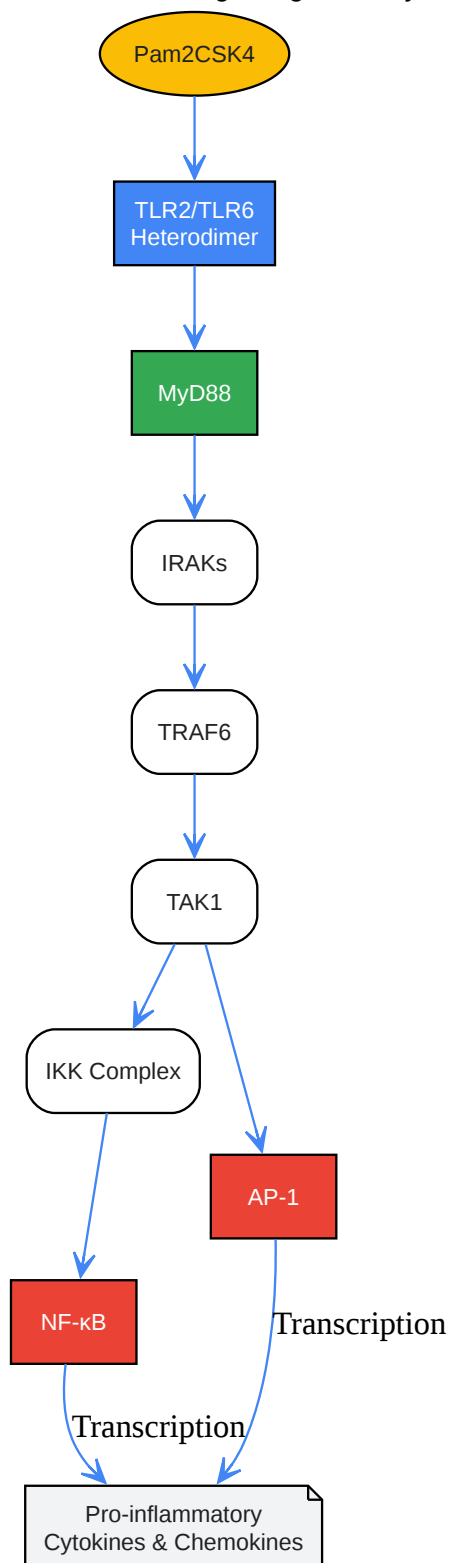 Pam2CSK4
TLR2/TLR6
Heterodimer
MyD88
IRAKs
TRAF6
TAK1
IKK Complex
AP-1
NF-κB
Transcription
Transcription
Pro-inflammatory
Cytokines & Chemokines